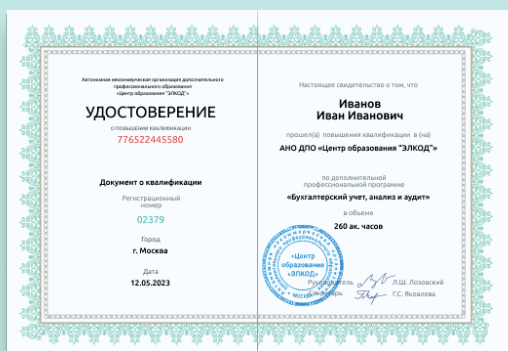 Автономная некоммерческая организация дополнительного
профессионального образования
«Центр образования "ЭЛКОД"»
УДОСТОВЕРЕНИЕ
о повышении квалификации
776522445580
Документ о квалификации
Регистрационный
номер
02379
Город
г. Москва
Дата
12.05.2023
Настоящее свидетельство о том, что
Иванов
Иван Иванович
прошел(а) повышения квалификации в (на)
АНО ДПО «Центр образования "ЭЛКОД"»
по дополнительной
профессиональной программе
«Бухгалтерский учет, анализ и аудит»
в объеме
260 ак. часов
«Центр
образования
«ЭЛКОД»
МОСКВА
Руководитель Л.Ш. Лозовский
Г.С. Яковлева